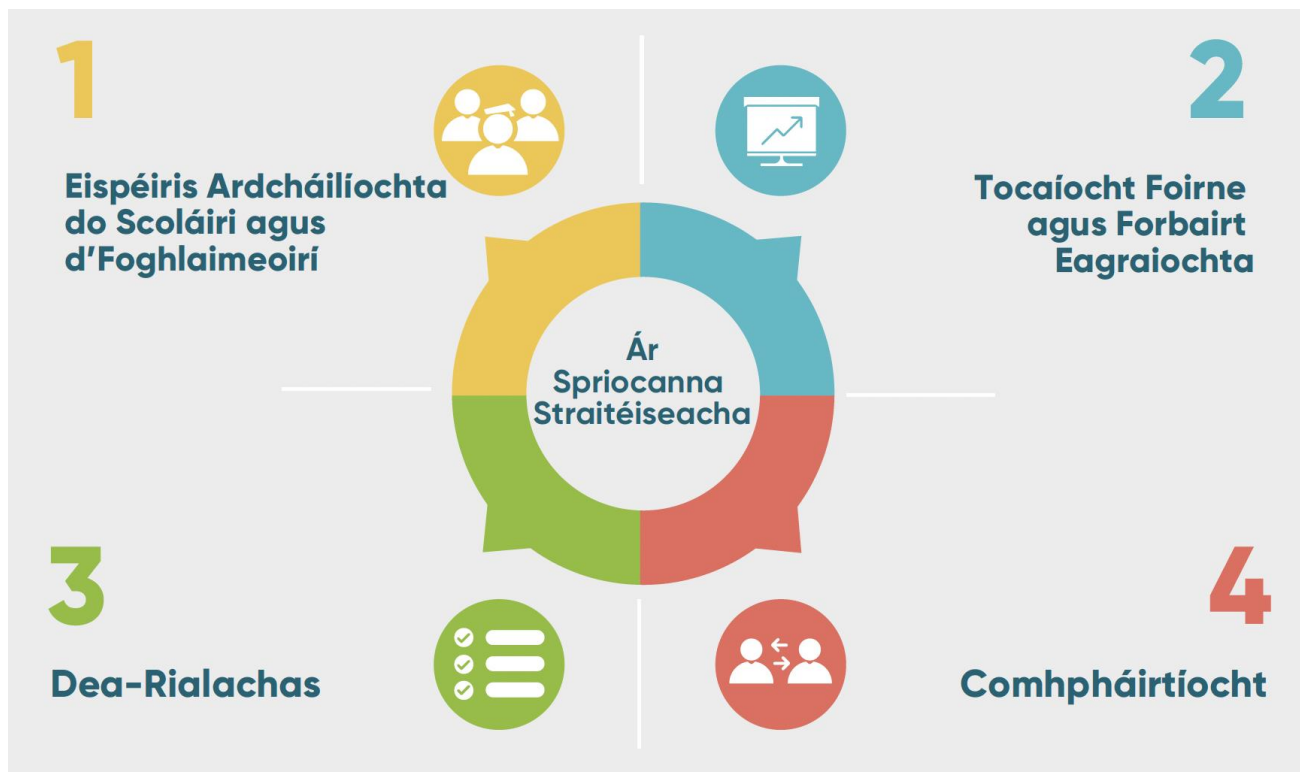 1
Eispéiris Ardcháilíochta
do Scoláiri agus
d'Foghlaimeoirí
2
Tocaíocht Foirne
agus Forbairt
Eagraiochta
Ár
Spriocanna
Straitéiseacha
3
Dea-Rialachas
4
Comhpháirtíocht